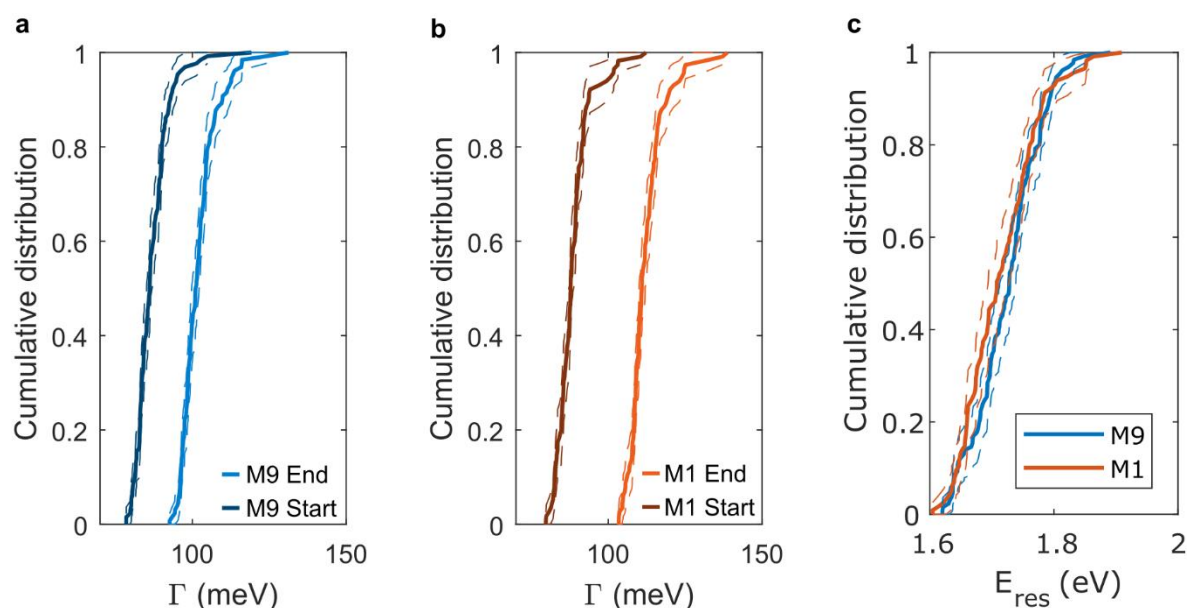 a
Cumulative distribution
1
0.8
0.6
0.4
0.2
0
100
150
Γ (meV)
M9 End
M9 Start
b
Cumulative distribution
1
0.8
0.6
0.4
0.2
0
100
150
Γ (meV)
M1 End
M1 Start
c
Cumulative distribution
1
0.8
0.6
0.4
0.2
0
1.6
1.8
2
E_res (eV)
M9
M1